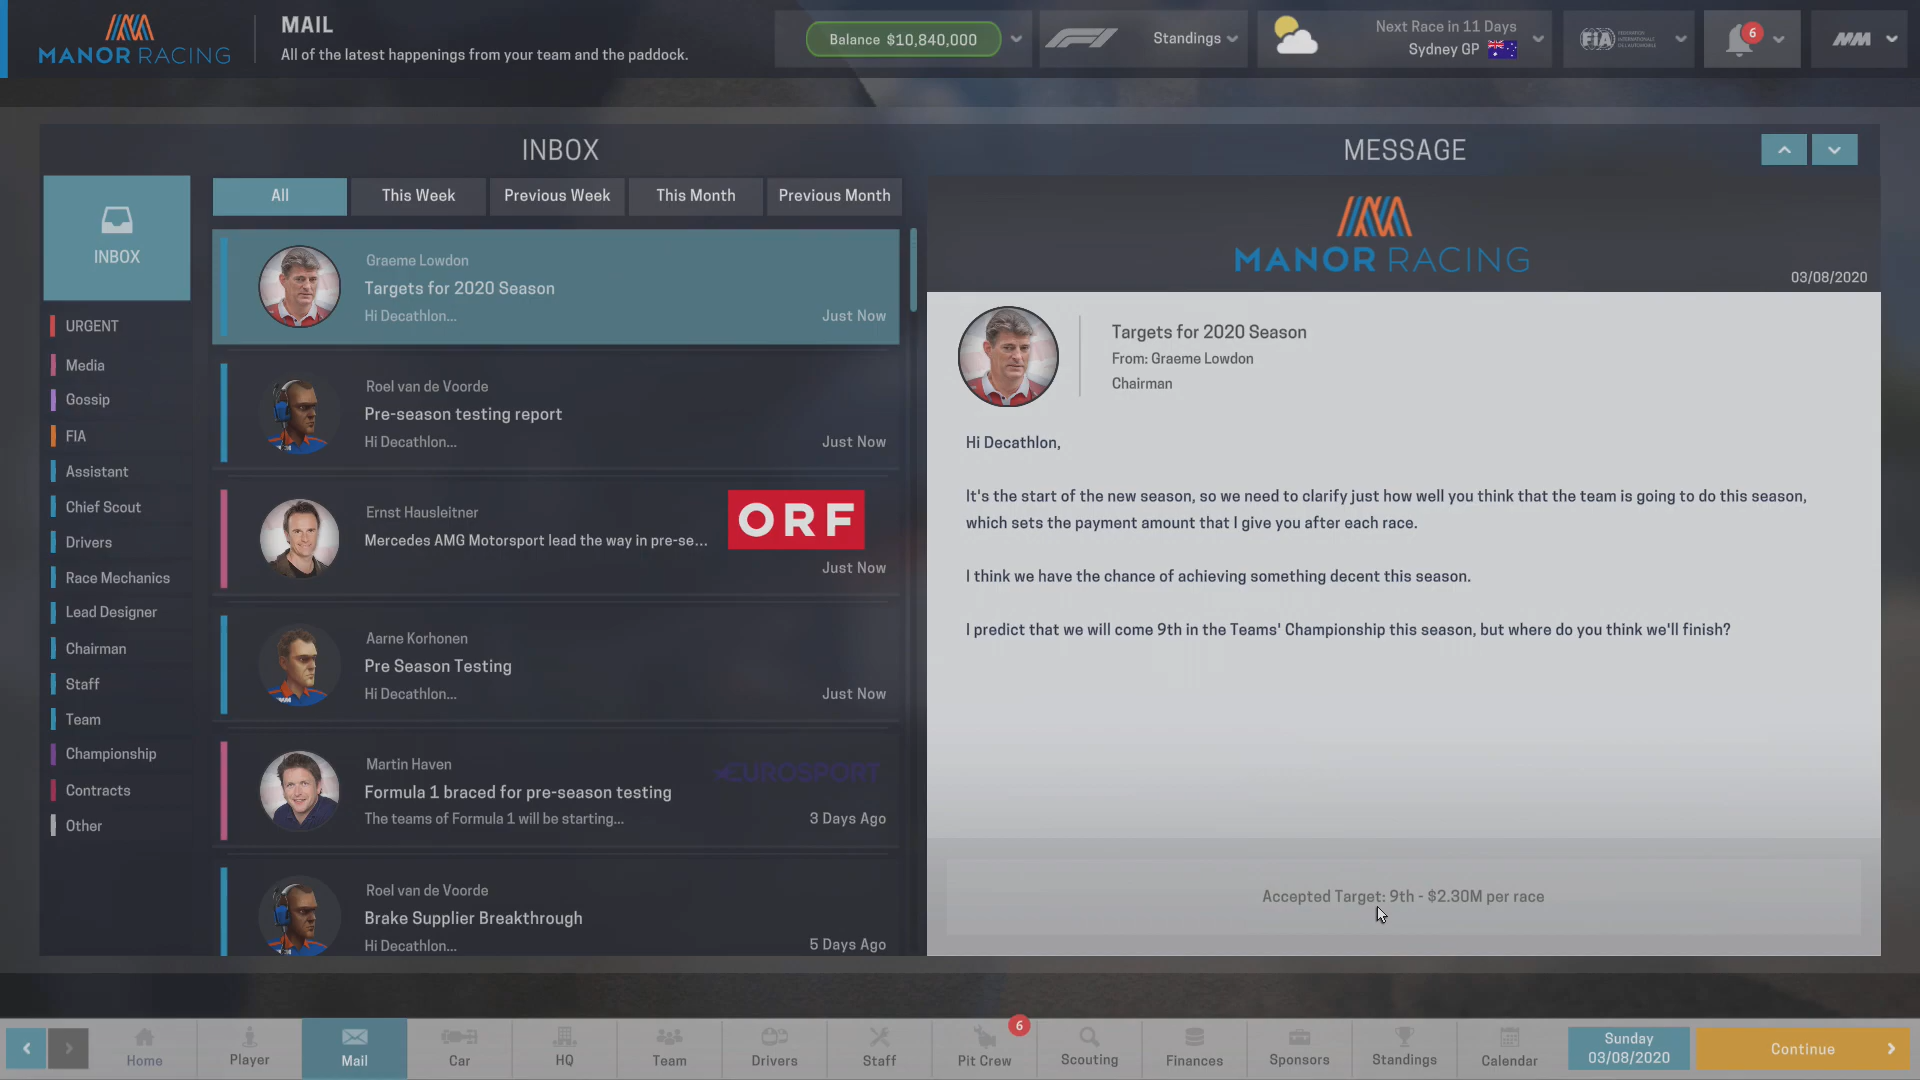 MANOR RACING
MAIL
All of the latest happenings from your team and the paddock.
Balance $10,840,000
Standings
Next Race in 11 Days
Sydney GP
FIA
6
INBOX
MESSAGE
INBOX
All
This Week
Previous Week
This Month
Previous Month
URGENT
Media
Gossip
FIA
Assistant
Chief Scout
Drivers
Race Mechanics
Lead Designer
Chairman
Staff
Team
Championship
Contracts
Other
Graeme Lowdon
Targets for 2020 Season
Hi Decathlon...
Just Now
Roel van de Voorde
Pre-season testing report
Hi Decathlon...
Just Now
Ernst Hausleitner
Mercedes AMG Motorsport lead the way in pre-se...
ORF
Just Now
Aarne Korhonen
Pre Season Testing
Hi Decathlon...
Just Now
Martin Haven
EUROSPORT
Formula 1 braced for pre-season testing
The teams of Formula 1 will be starting...
3 Days Ago
Roel van de Voorde
Brake Supplier Breakthrough
Hi Decathlon...
5 Days Ago
MANOR RACING
03/08/2020
Targets for 2020 Season
From: Graeme Lowdon
Chairman
Hi Decathlon,
It's the start of the new season, so we need to clarify just how well you think that the team is going to do this season,
which sets the payment amount that I give you after each race.
I think we have the chance of achieving something decent this season.
I predict that we will come 9th in the Teams' Championship this season, but where do you think we'll finish?
Accepted Target: 9th - $2.30M per race
Home
Player
Mail
Car
HQ
Team
Drivers
Staff
Pit Crew
6
Scouting
Finances
Sponsors
Standings
Calendar
Sunday
03/08/2020
Continue